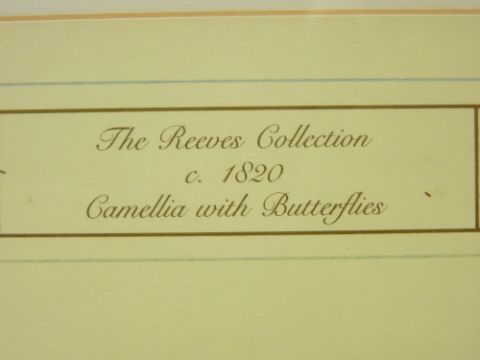 The Reeves Collection
c. 1820
Camellia with Butterflies